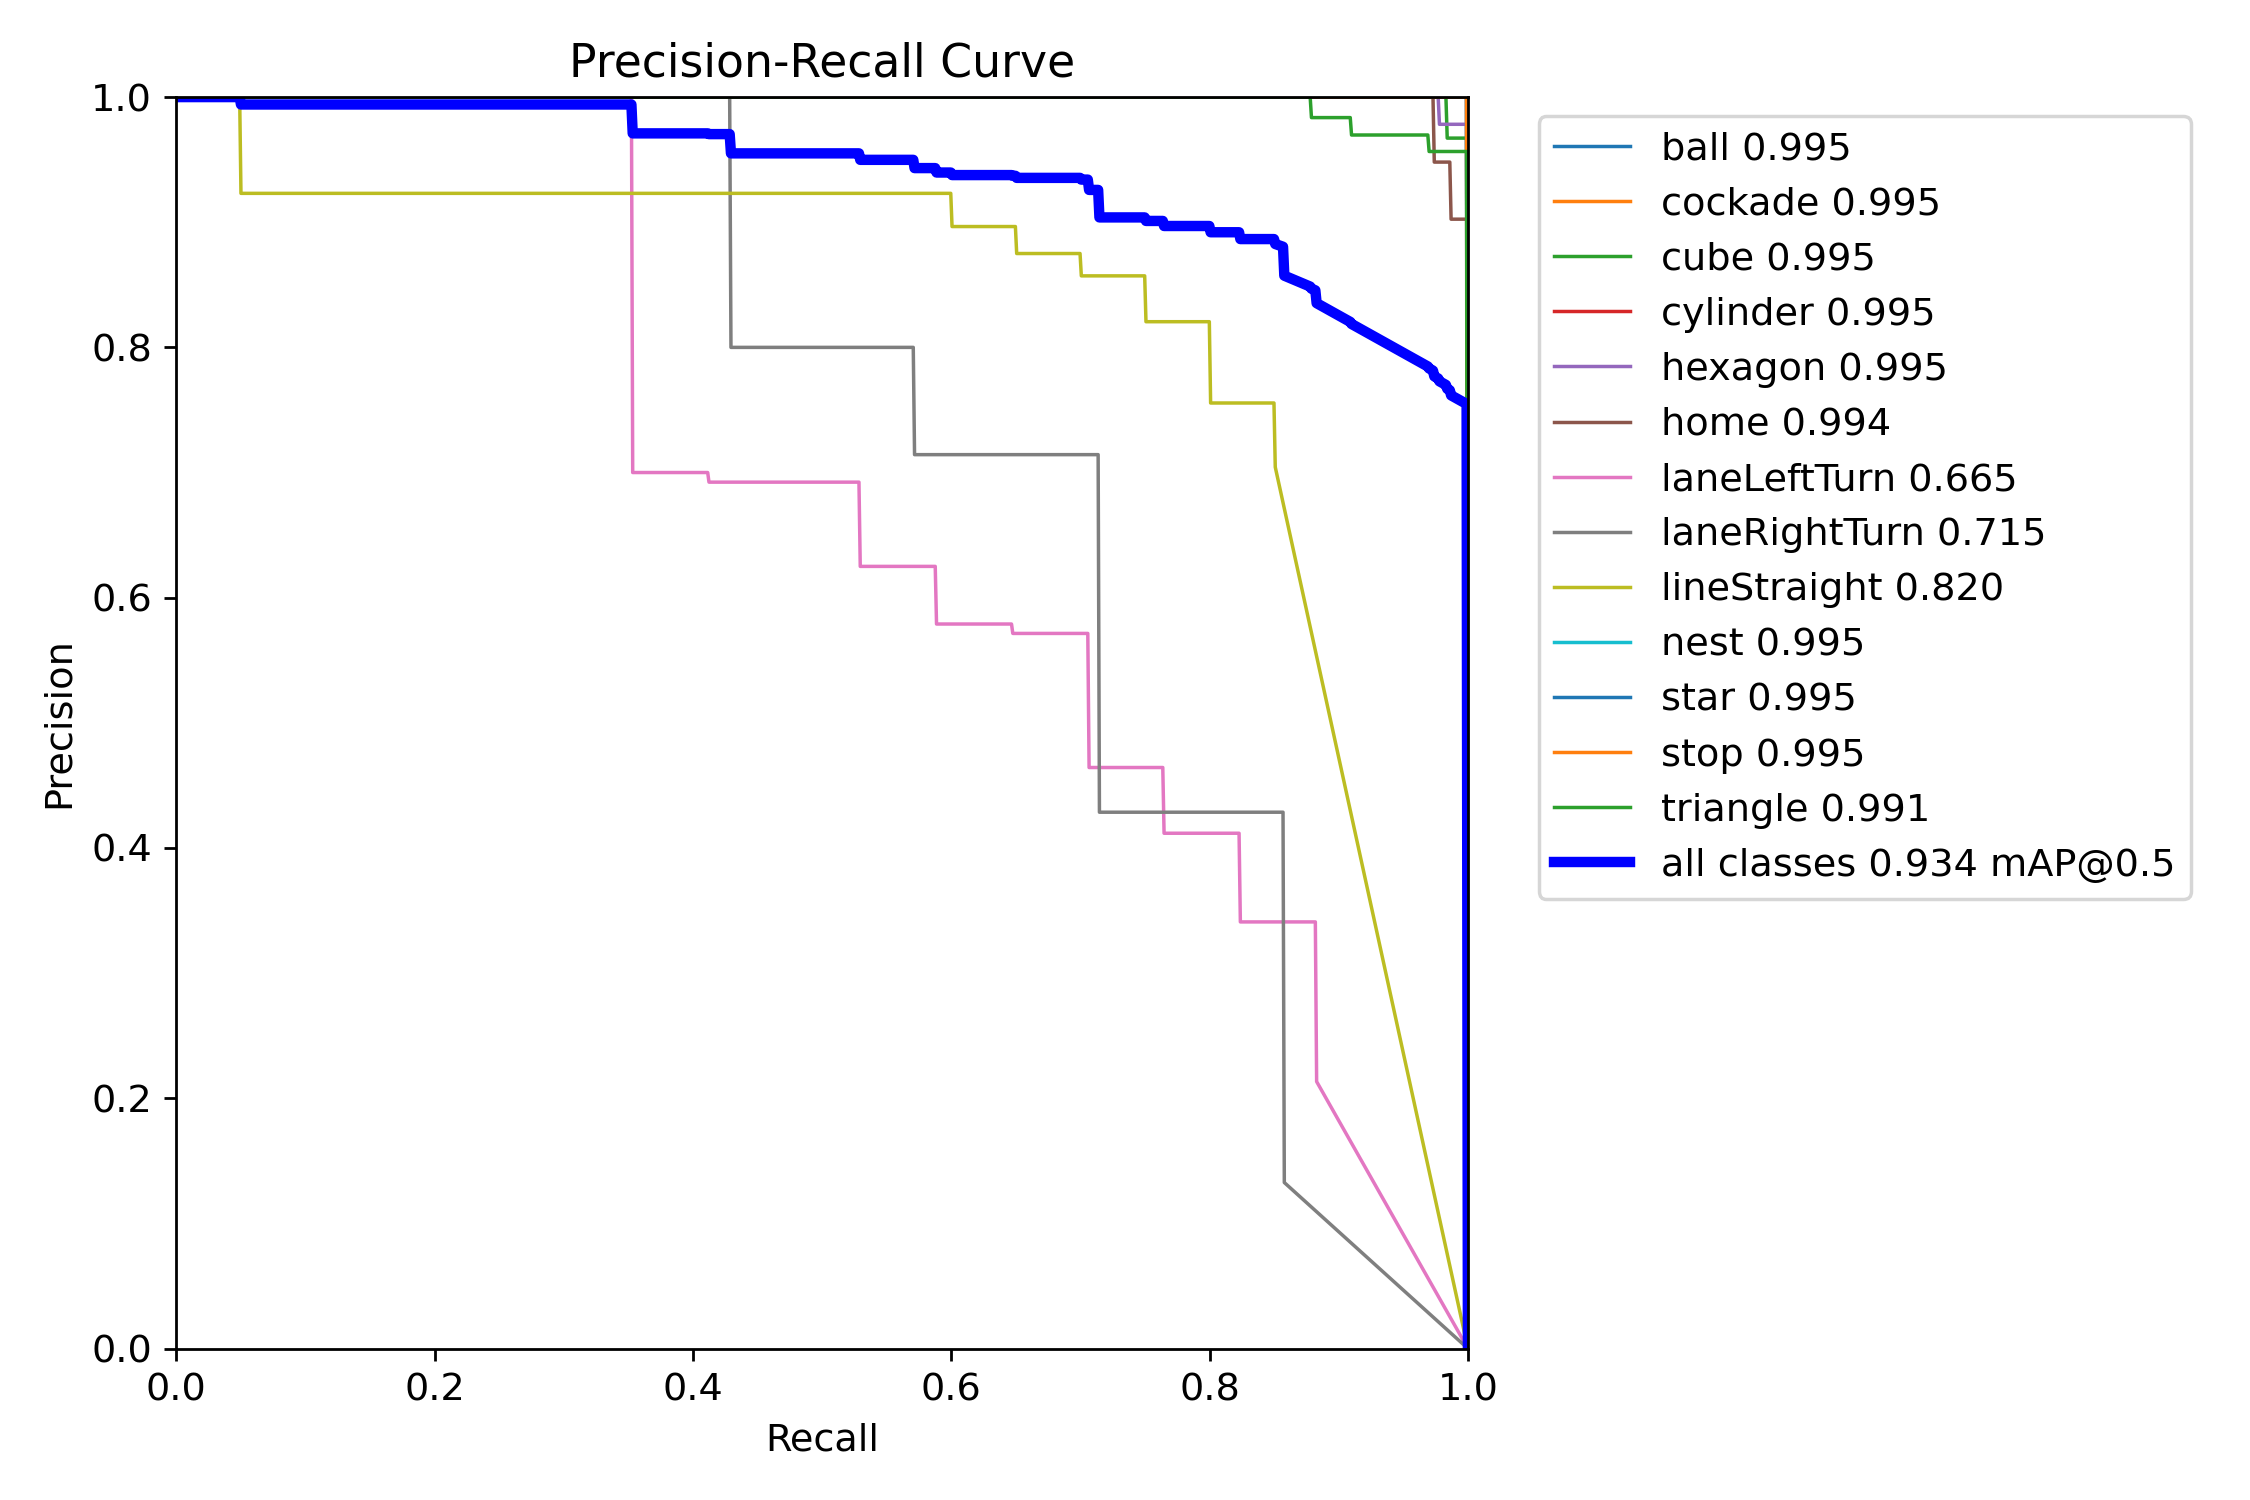 Precision-Recall Curve
1.0
0.8
0.6
0.4
0.2
0.0
Precision
0.0 0.2 0.4 0.6 0.8 1.0
Recall
ball 0.995
cockade 0.995
cube 0.995
cylinder 0.995
hexagon 0.995
home 0.994
laneLeftTurn 0.665
laneRightTurn 0.715
lineStraight 0.820
nest 0.995
star 0.995
stop 0.995
triangle 0.991
all classes 0.934 mAP@0.5